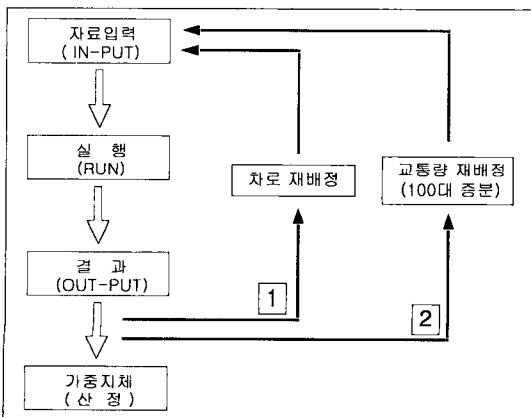 자료입력
( IN-PUT)
실 행
(RUN)
차로 재배정
교통량 재배정
(100대 증분)
결 과
(OUT-PUT)
1
2
가중지체
( 산 정 )